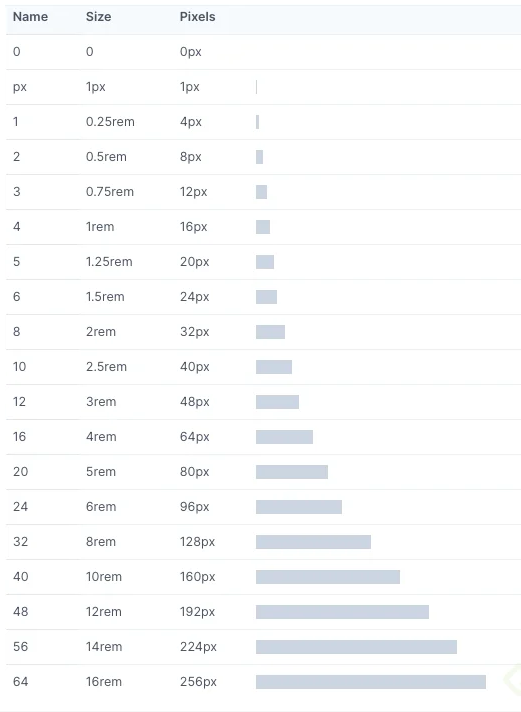 Name Size Pixels
0 0 0px
px 1px 1px
1 0.25rem 4px
2 0.5rem 8px
3 0.75rem 12px
4 1rem 16px
5 1.25rem 20px
6 1.5rem 24px
8 2rem 32px
10 2.5rem 40px
12 3rem 48px
16 4rem 64px
20 5rem 80px
24 6rem 96px
32 8rem 128px
40 10rem 160px
48 12rem 192px
56 14rem 224px
64 16rem 256px